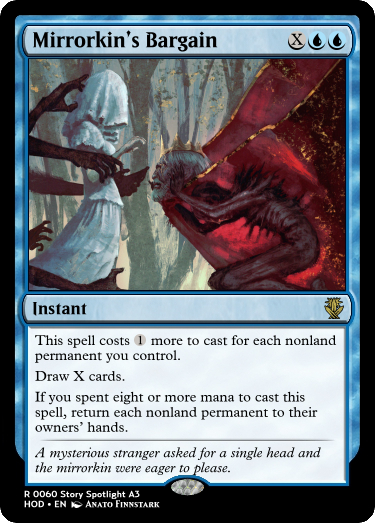 Mirrorkin's Bargain X
Instant
This spell costs 1 more to cast for each nonland
permanent you control.
Draw X cards.
If you spent eight or more mana to cast this
spell, return each nonland permanent to their
owners' hands.
A mysterious stranger asked for a single head and
the mirrorkin were eager to please.
R 0060 Story Spotlight A3
HOD • EN Anato Finnstark